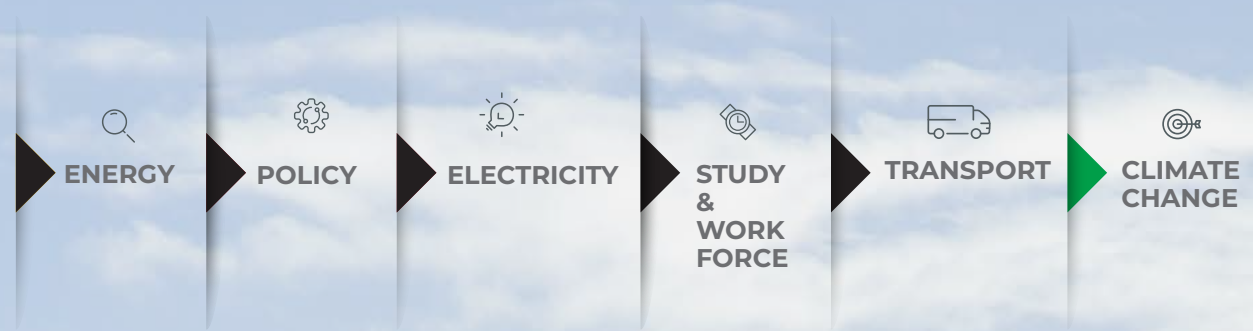 ENERGY
POLICY
ELECTRICITY
STUDY
&
WORK
FORCE
TRANSPORT
CLIMATE
CHANGE